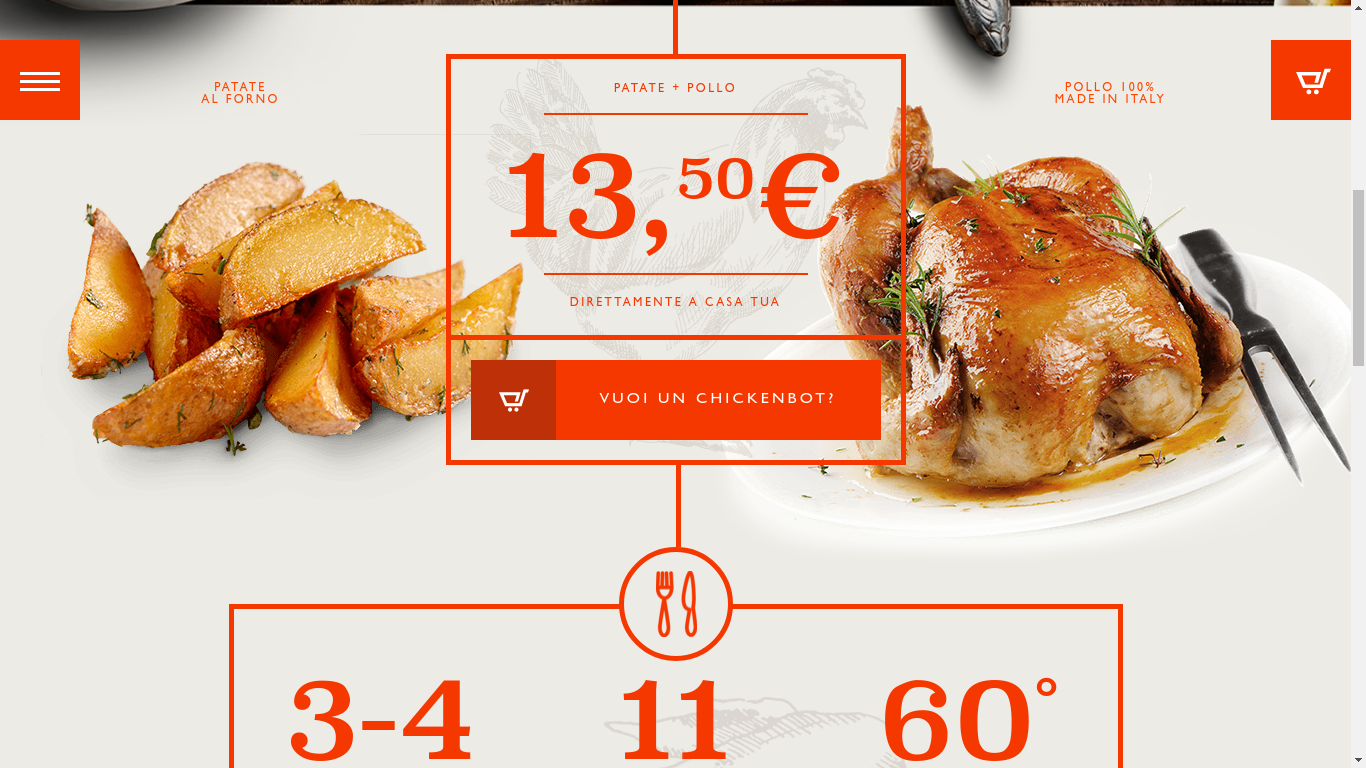 PATATE
AL FORNO
PATATE + POLLO
POLLO 100%
MADE IN ITALY
13,50€
DIRETTAMENTE A CASA TUA
VUOI UN CHICKENBOT?
3-4
11
60°